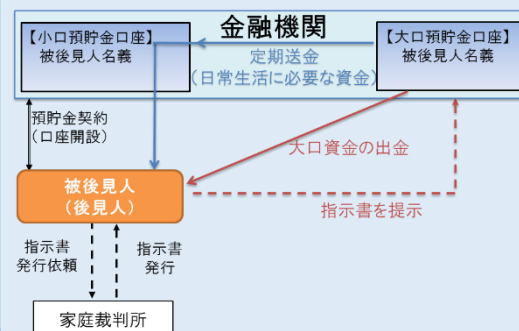 金融機関
【小口預貯金口座】
被後見人名義
定期送金
（日常生活に必要な資金）
【大口預貯金口座】
被後見人名義
預貯金契約
（口座開設）
大口資金の出金
被後見人
（後見人）
指示書を提示
指示書
発行依頼
指示書
発行
家庭裁判所